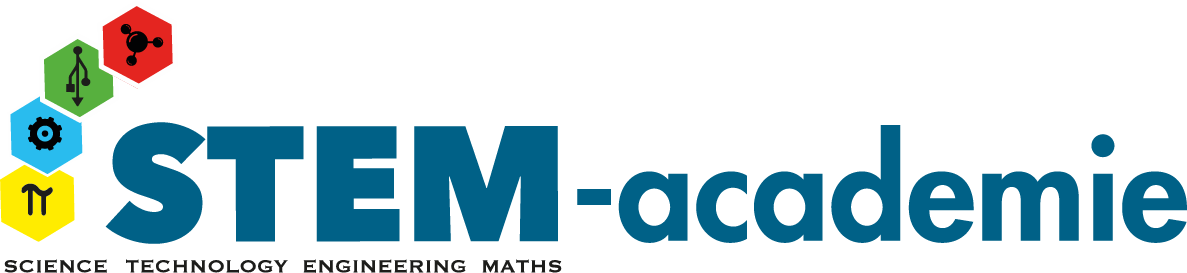 STEM-academie
SCIENCE TECHNOLOGY ENGINEERING MATHS